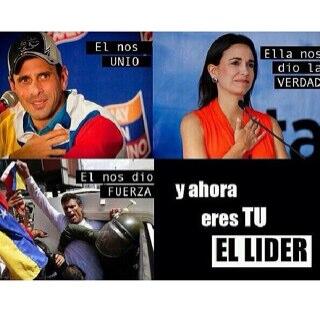 El nos
UNIO
Ella nos
dio la
VERDAD
El nos dio
FUERZA
y ahora
eres TU
EL LIDER